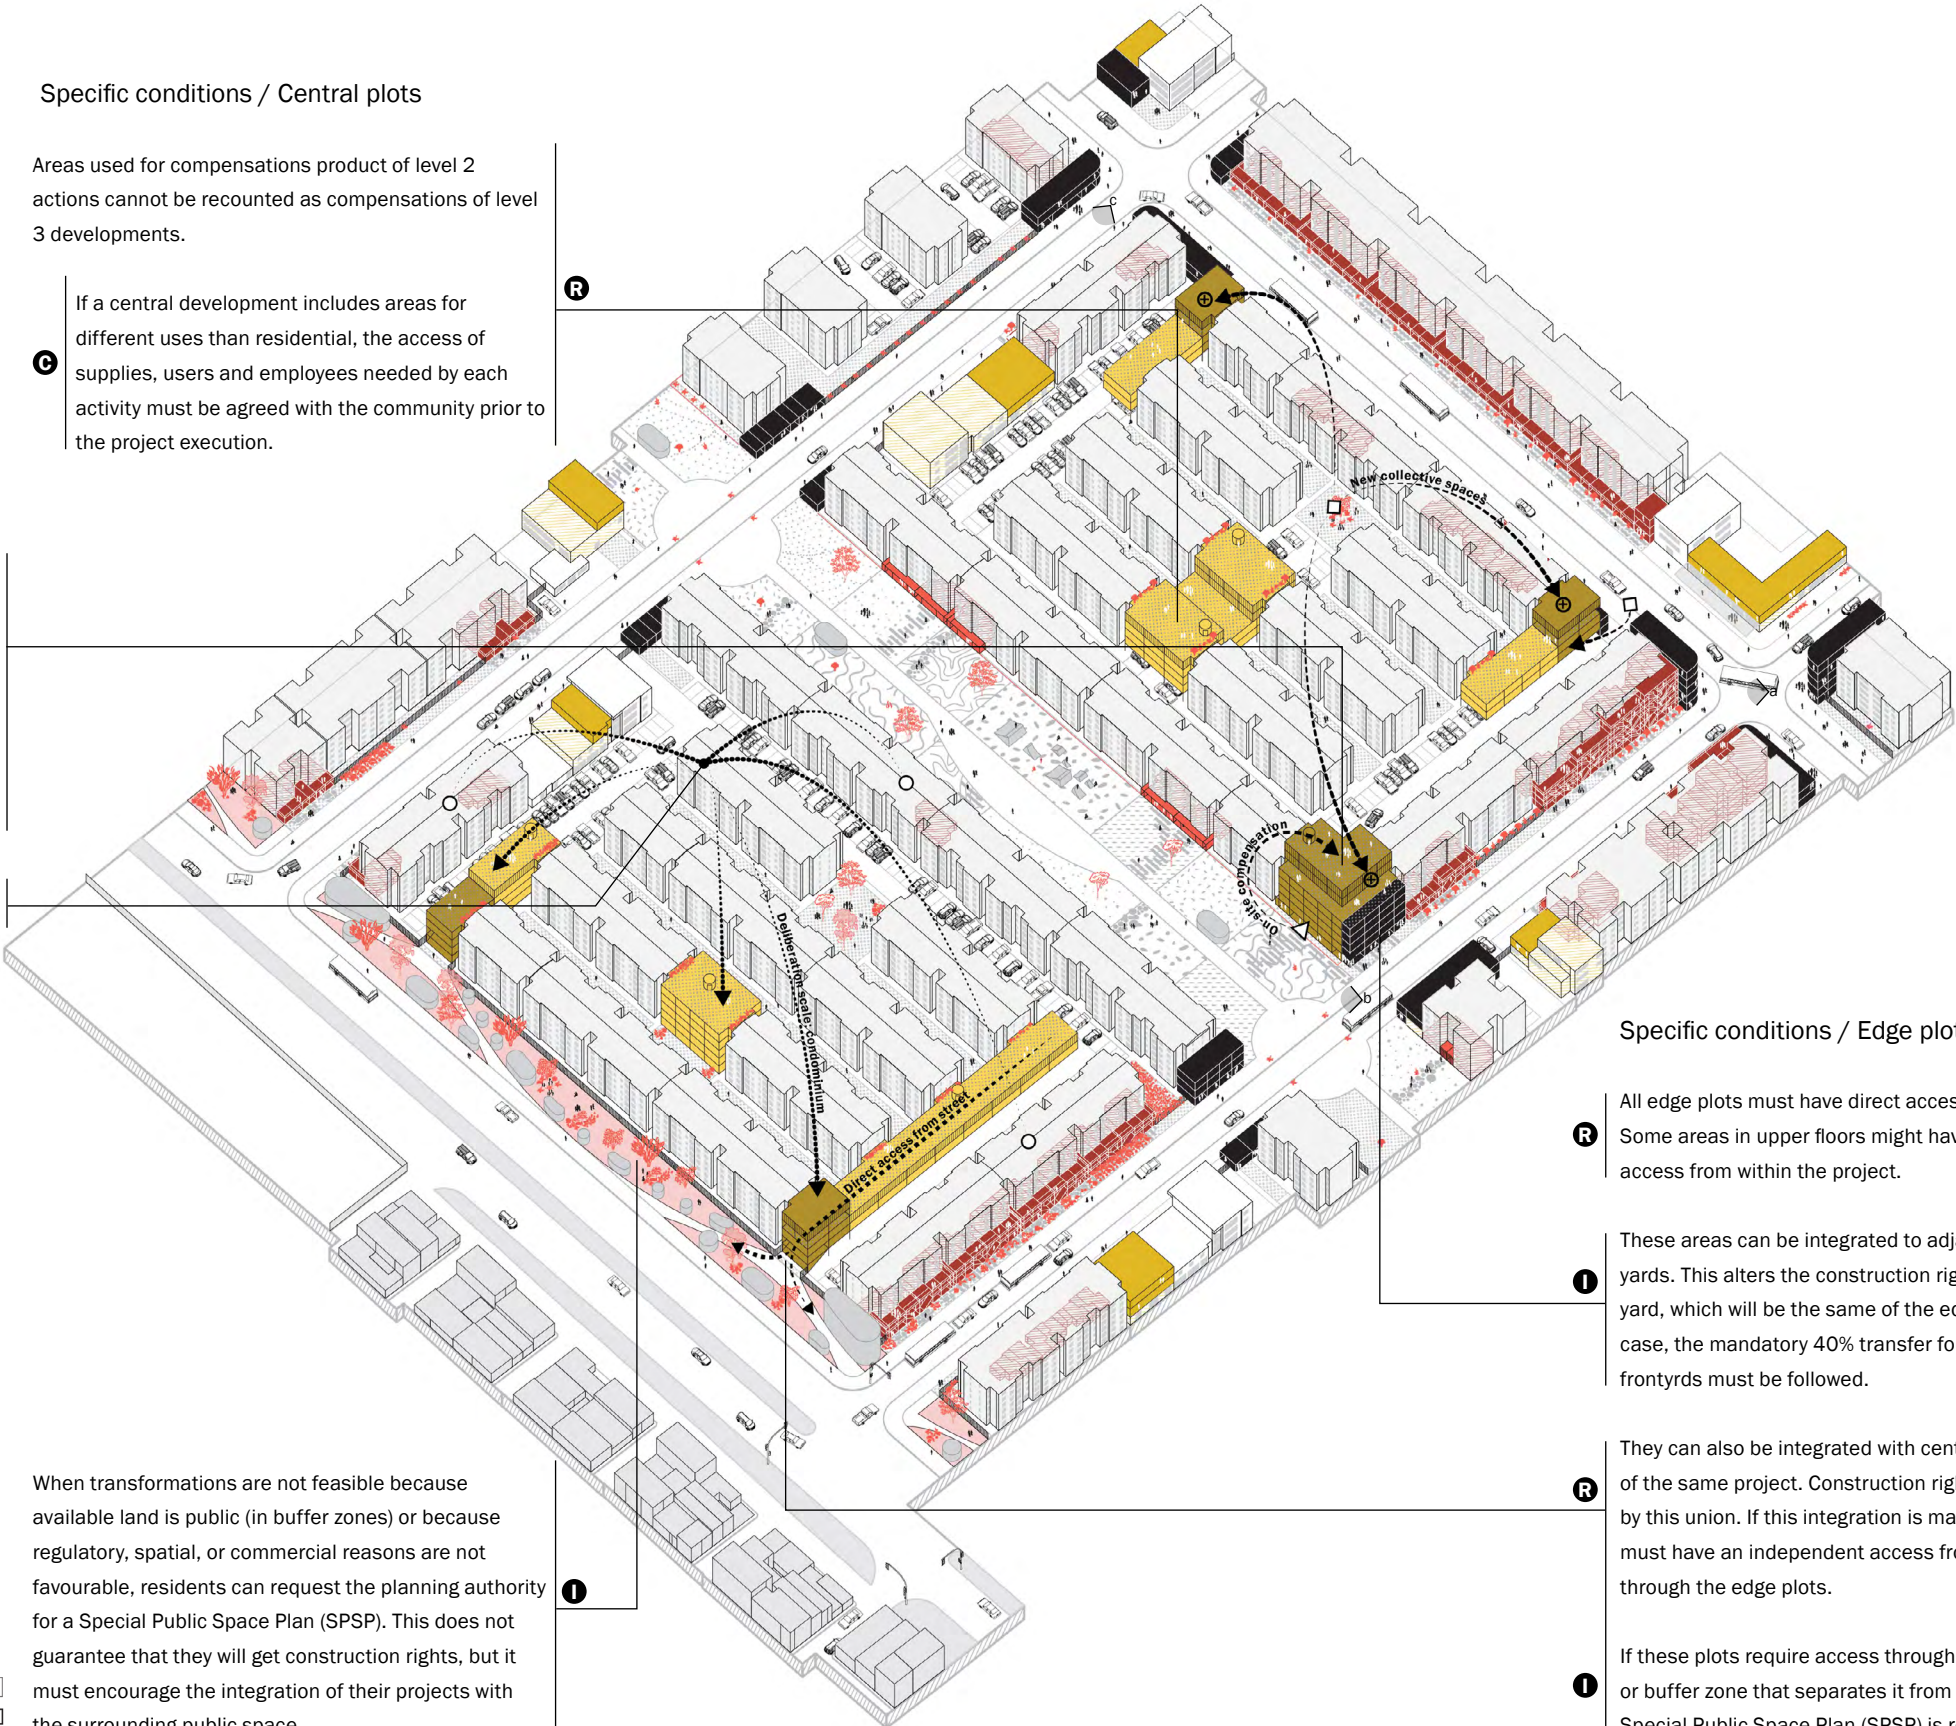 Specific conditions / Central plots
Areas used for compensations product of level 2
actions cannot be recounted as compensations of level
3 developments.
R
If a central development includes areas for
different uses than residential, the access of
supplies, users and employees needed by each
activity must be agreed with the community prior to
the project execution.
C
c
New collective spaces
a
On-site compensation
b
Deliberation scale: condominium
Direct access from street
When transformations are not feasible because
available land is public (in buffer zones) or because
regulatory, spatial, or commercial reasons are not
favourable, residents can request the planning authority
for a Special Public Space Plan (SPSP). This does not
guarantee that they will get construction rights, but it
must encourage the integration of their projects with
the surrounding public space.
I
Specific conditions / Edge plot
All edge plots must have direct acces
Some areas in upper floors might hav
access from within the project.
R
These areas can be integrated to adj
yards. This alters the construction rig
yard, which will be the same of the e
case, the mandatory 40% transfer fo
frontyrds must be followed.
I
They can also be integrated with cent
of the same project. Construction rig
by this union. If this integration is ma
must have an independent access fr
through the edge plots.
R
If these plots require access through
or buffer zone that separates it from
Special Public Space Plan (SPSP) is r
I